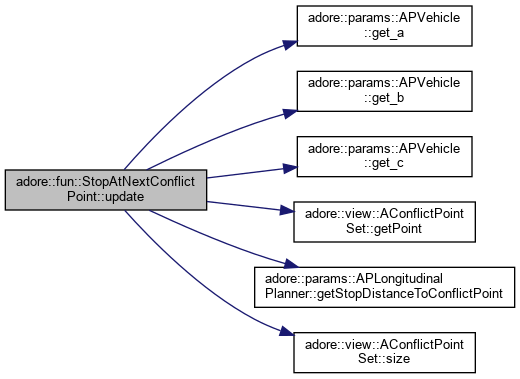 adore::fun::StopAtNextConflict
Point::update
adore::params::APVehicle
::get_a
adore::params::APVehicle
::get_b
adore::params::APVehicle
::get_c
adore::view::AConflictPoint
Set::getPoint
adore::params::APLongitudinal
Planner::getStopDistanceToConflictPoint
adore::view::AConflictPoint
Set::size